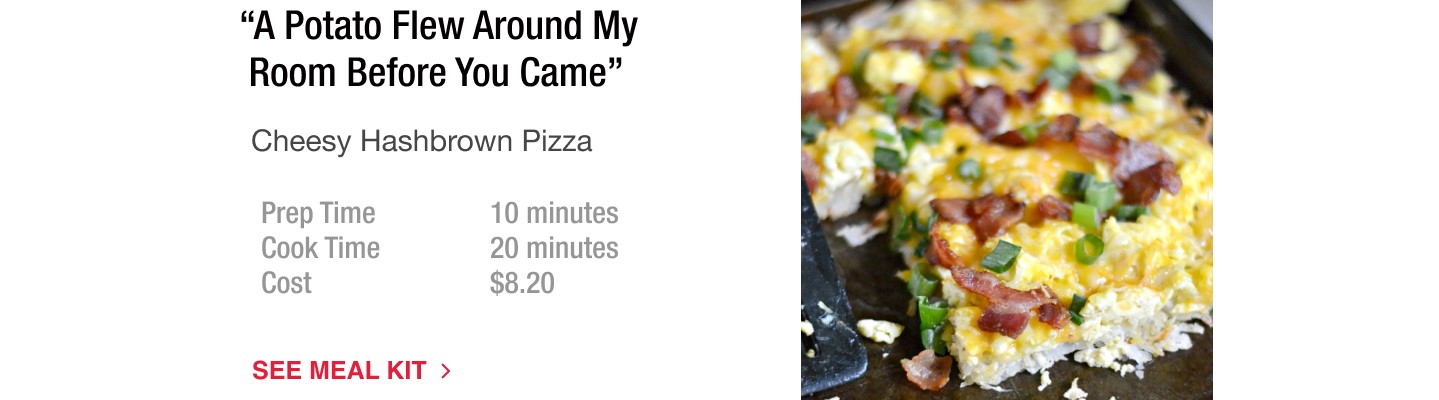 “A Potato Flew Around My
Room Before You Came”
Cheesy Hashbrown Pizza
Prep Time 10 minutes
Cook Time 20 minutes
Cost $8.20
SEE MEAL KIT >